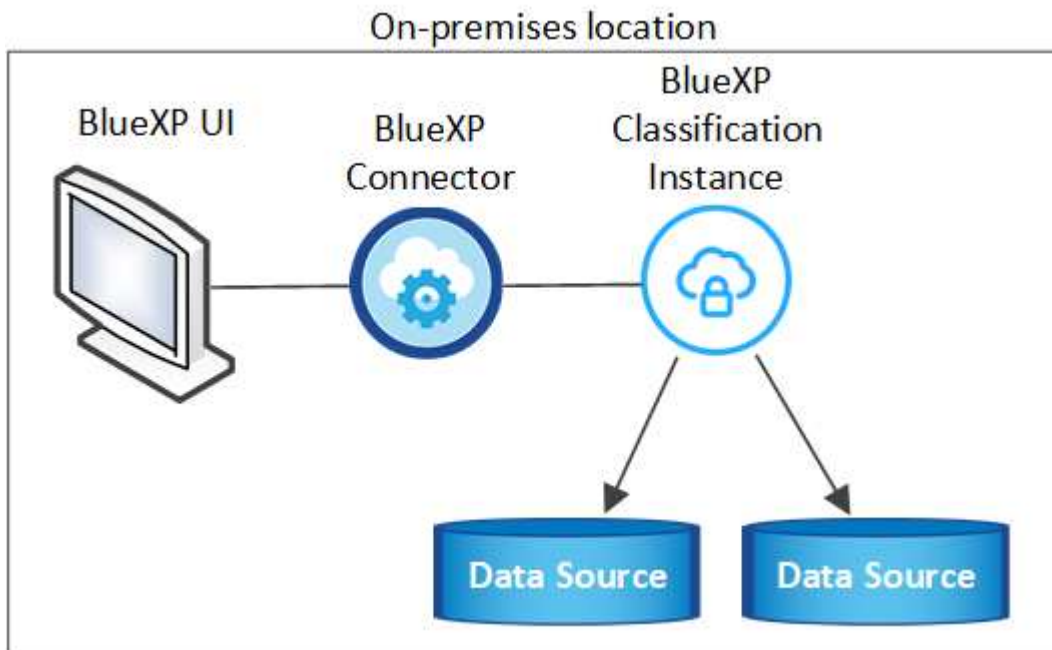 On-premises location
BlueXP UI
BlueXP
Connector
BlueXP
Classification
Instance
Data Source
Data Source